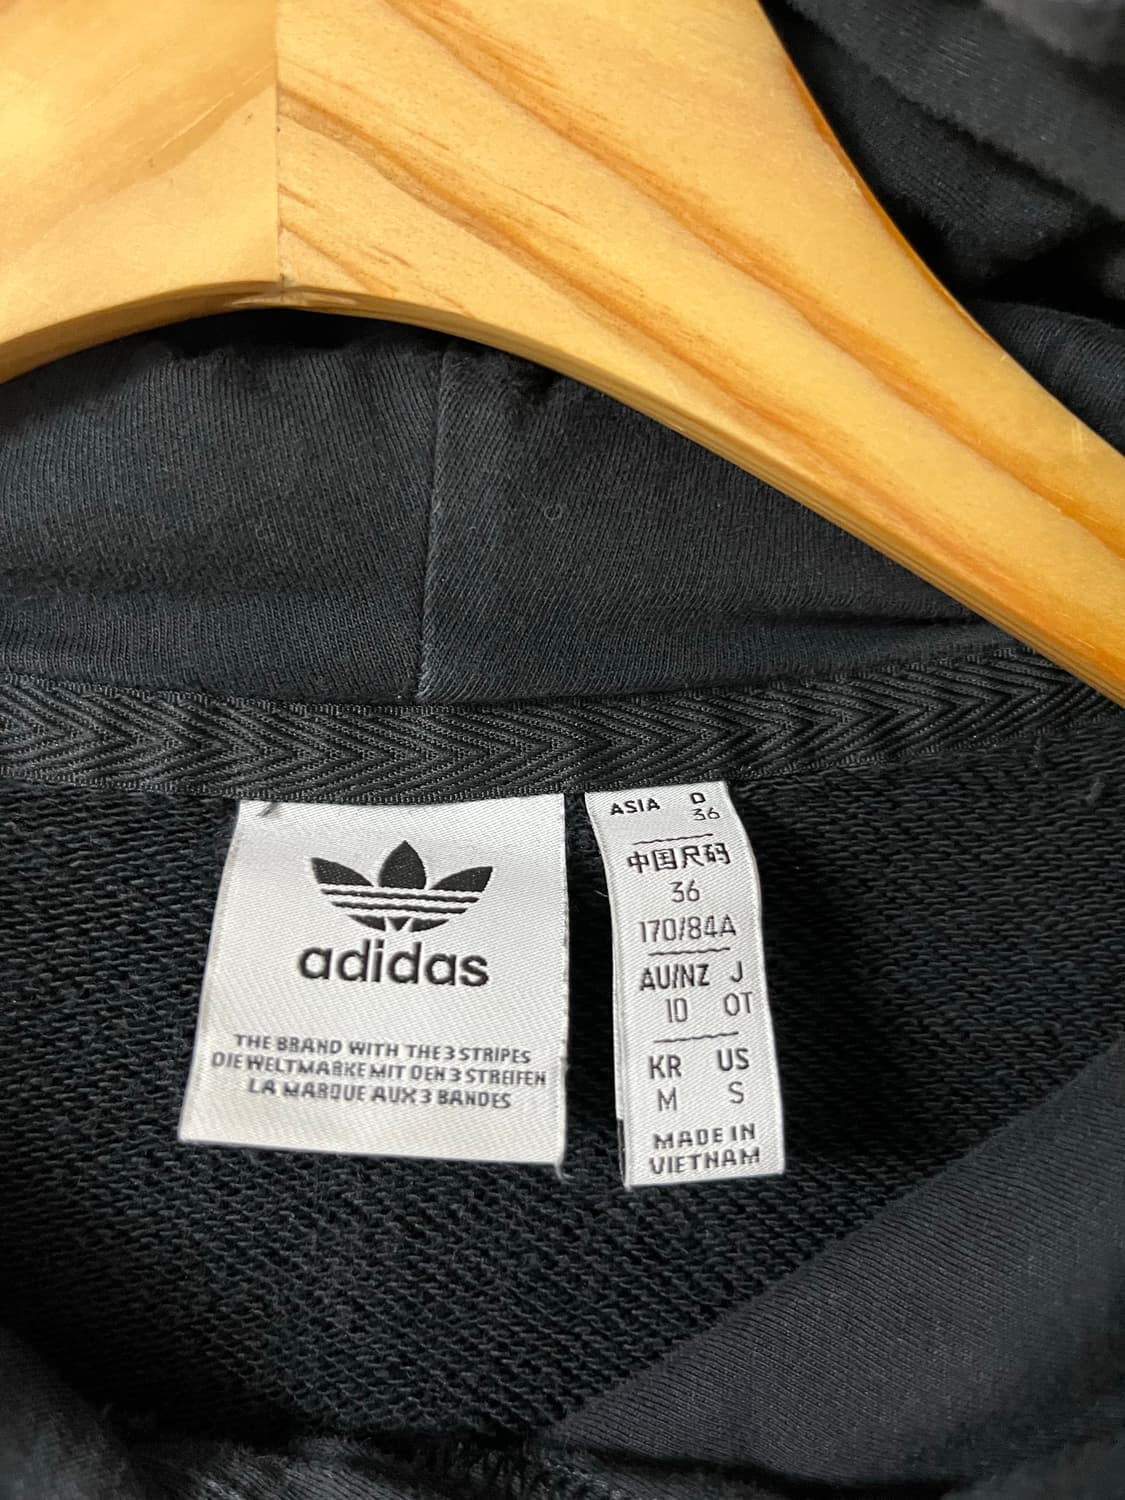 adidas
THE BRAND WITH THE 3 STRIPES
DIE WELTMARKE MIT DEN 3 STREIFEN
LA MARQUE AUX 3 BANDES
ASIA D
36
中国尺码
36
170/84A
AU/NZ J
10 OT
KR US
M S
MADE IN
VIETNAM